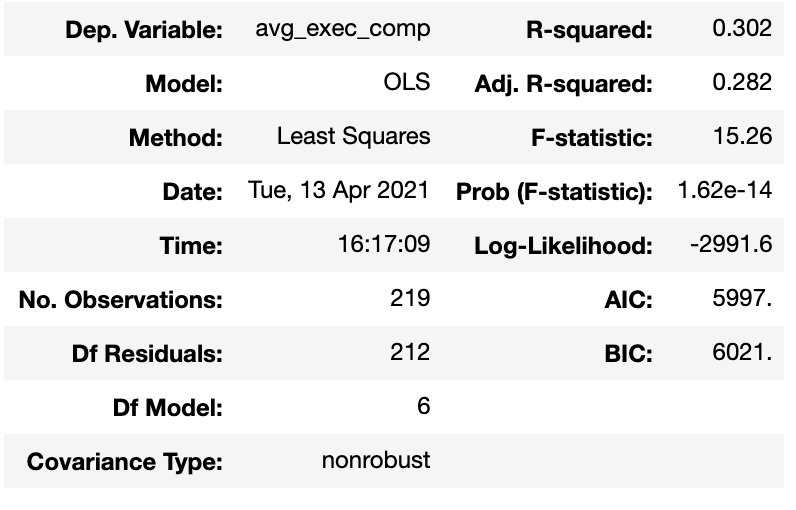 Dep. Variable: avg_exec_comp R-squared: 0.302
Model: OLS Adj. R-squared: 0.282
Method: Least Squares F-statistic: 15.26
Date: Tue, 13 Apr 2021 Prob (F-statistic): 1.62e-14
Time: 16:17:09 Log-Likelihood: -2991.6
No. Observations: 219 AIC: 5997.
Df Residuals: 212 BIC: 6021.
Df Model: 6
Covariance Type: nonrobust